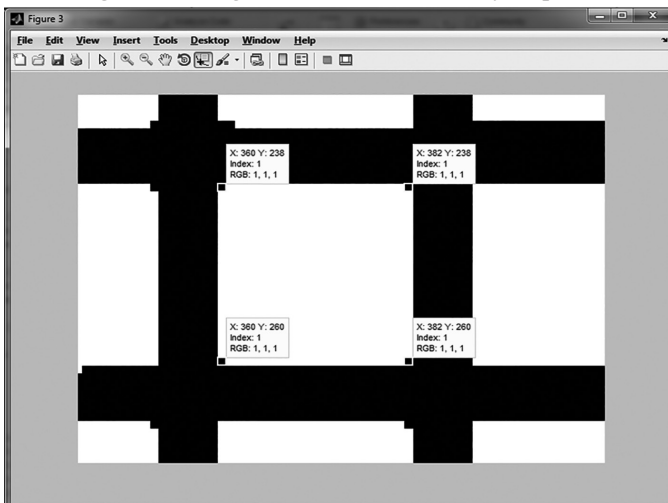 Figure 3
File Edit View Insert Tools Desktop Window Help
X: 360 Y: 238
Index: 1
RGB: 1, 1, 1
X: 382 Y: 238
Index: 1
RGB: 1, 1, 1
X: 360 Y: 260
Index: 1
RGB: 1, 1, 1
X: 382 Y: 260
Index: 1
RGB: 1, 1, 1